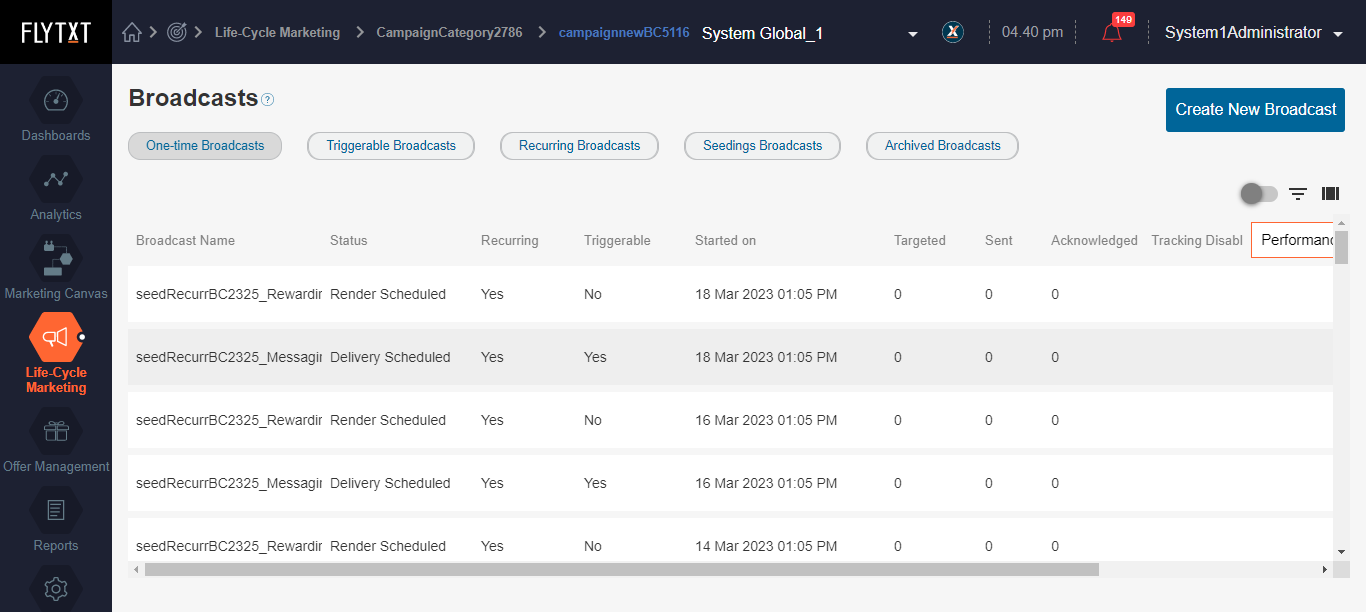 FLYTXT
Life-Cycle Marketing
CampaignCategory2786
campaignnewBC5116
System Global_1
X
04.40 pm
149
System1Administrator
Dashboards
Analytics
Marketing Canvas
Life-Cycle
Marketing
Offer Management
Reports
Broadcasts ?
Create New Broadcast
One-time Broadcasts Triggerable Broadcasts Recurring Broadcasts Seedings Broadcasts Archived Broadcasts
Broadcast Name Status Recurring Triggerable Started on Targeted Sent Acknowledged Tracking Disabl Performanc
seedRecurrBC2325_Rewardin Render Scheduled Yes No 18 Mar 2023 01:05 PM 0 0 0
seedRecurrBC2325_Messagin Delivery Scheduled Yes Yes 18 Mar 2023 01:05 PM 0 0 0
seedRecurrBC2325_Rewardin Render Scheduled Yes No 16 Mar 2023 01:05 PM 0 0 0
seedRecurrBC2325_Messagin Delivery Scheduled Yes Yes 16 Mar 2023 01:05 PM 0 0 0
seedRecurrBC2325_Rewardin Render Scheduled Yes No 14 Mar 2023 01:05 PM 0 0 0